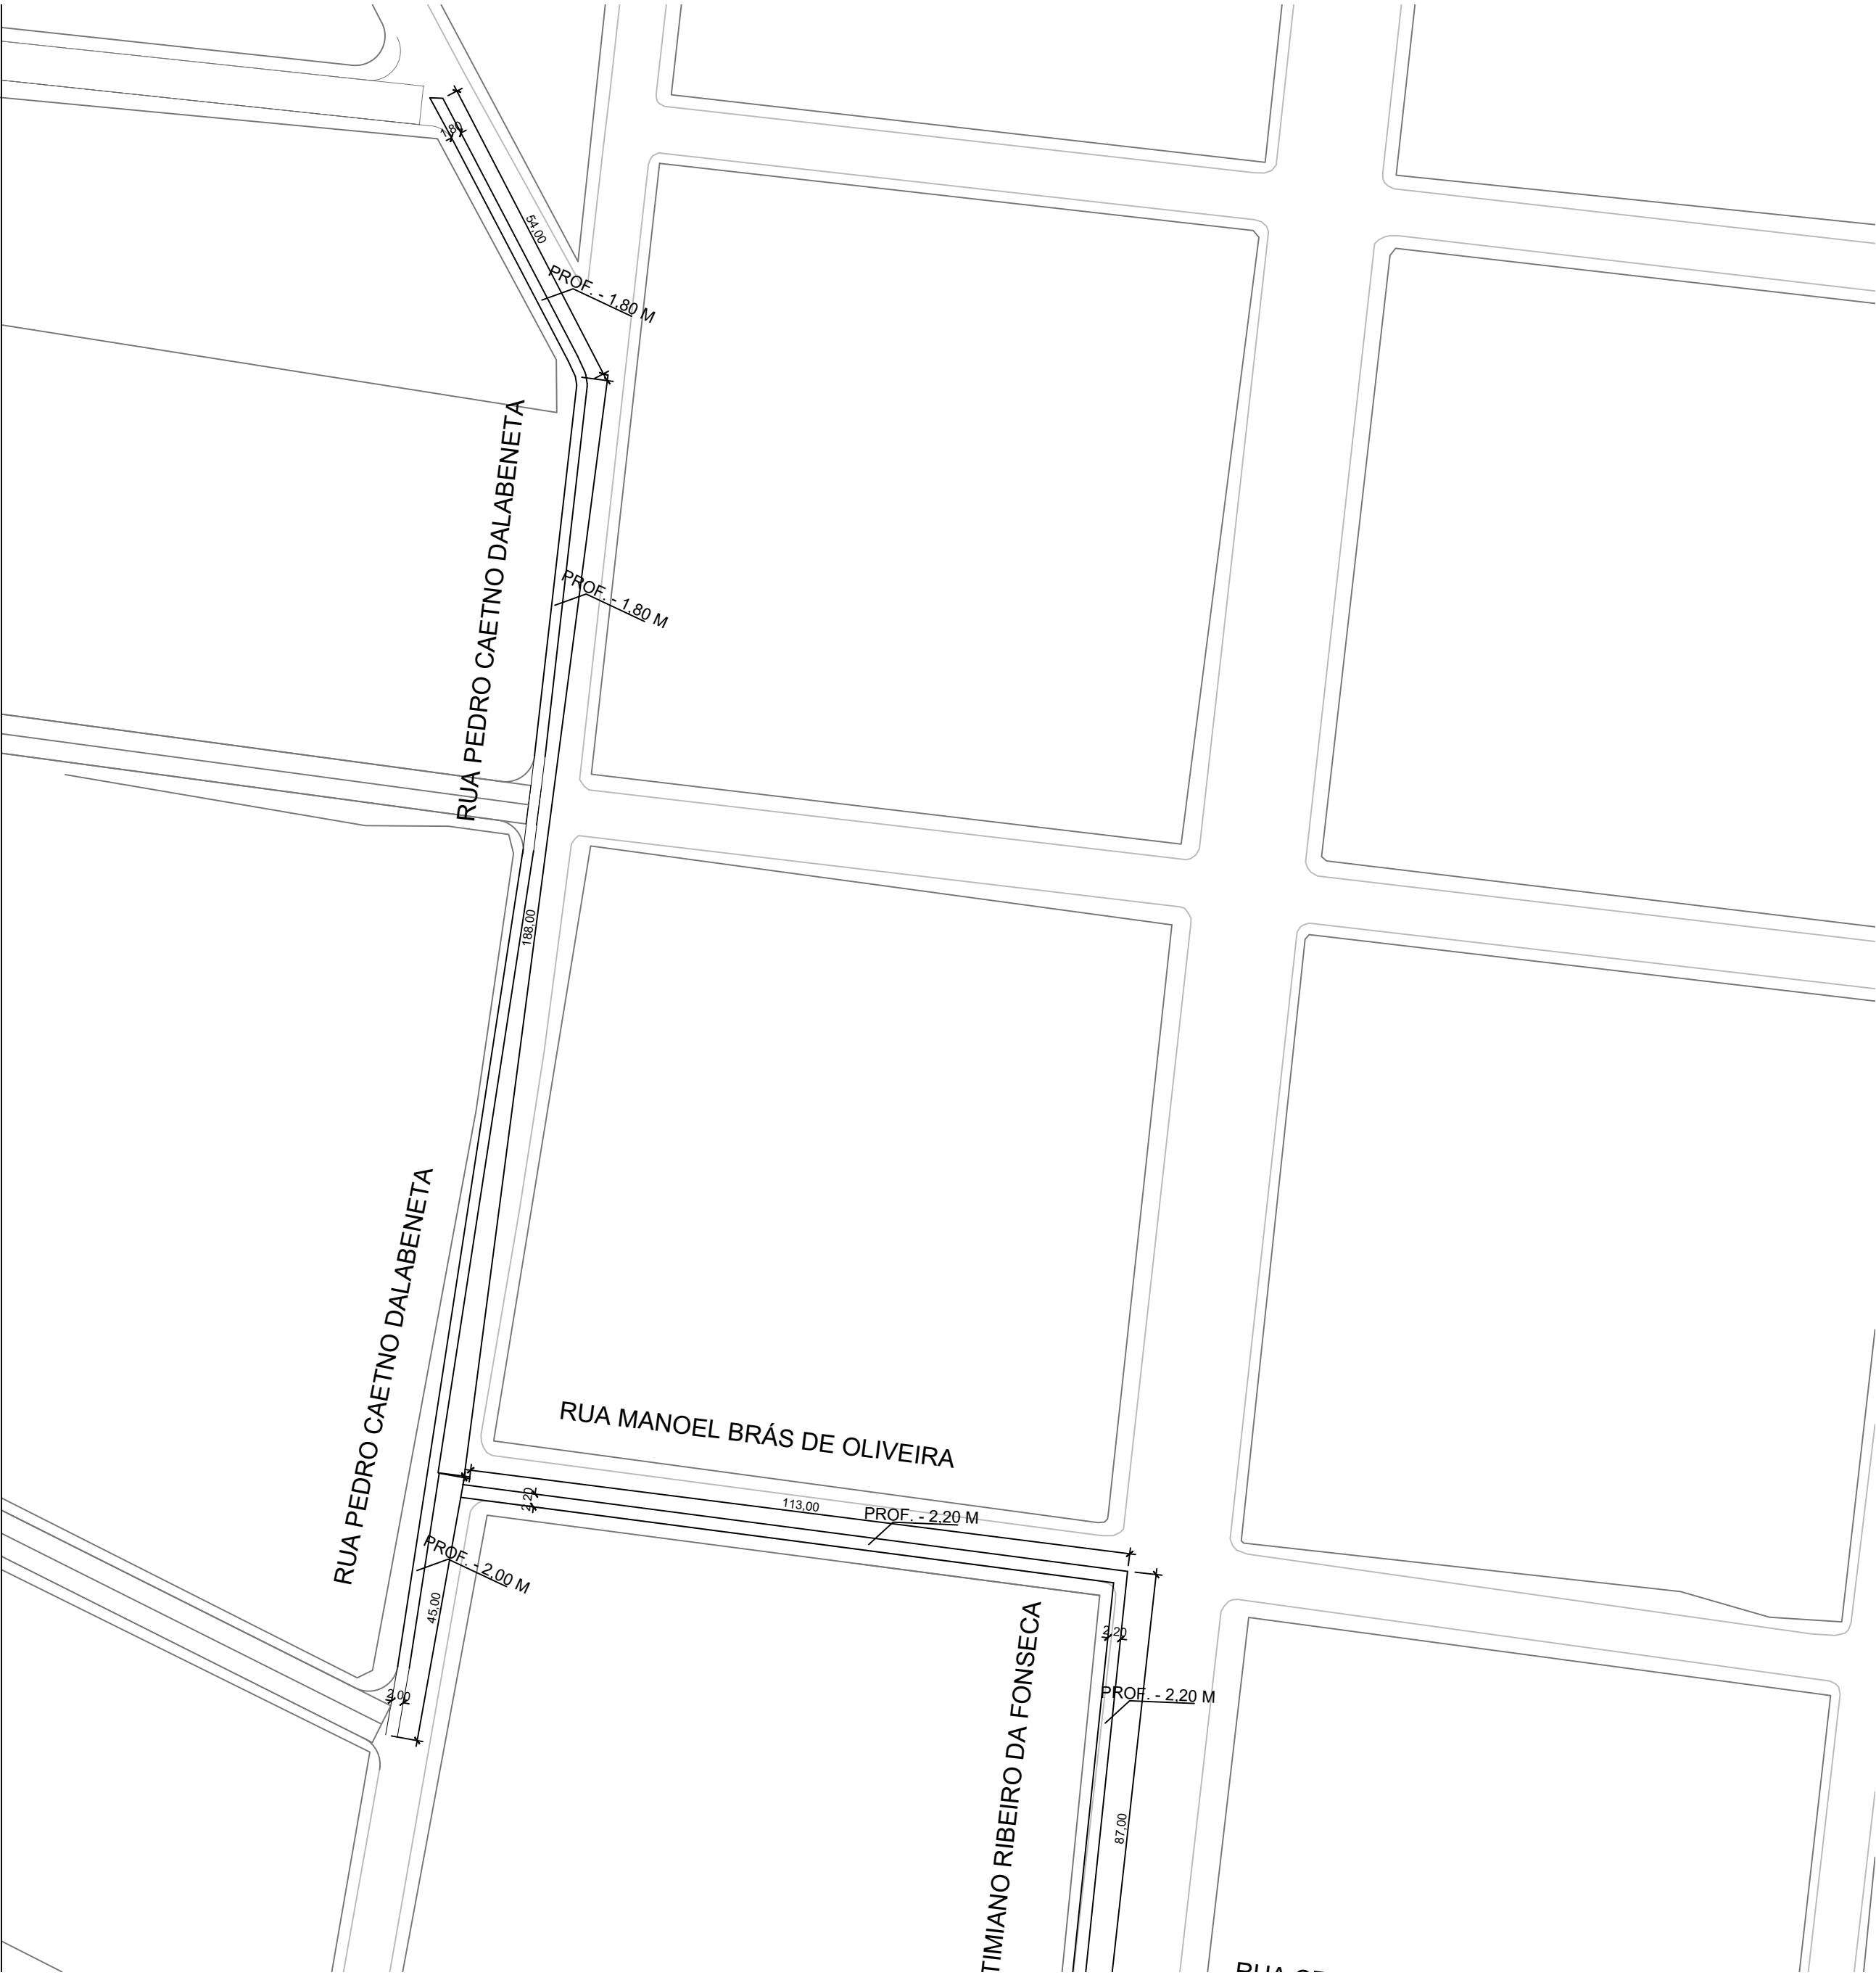 1,80
54,00
PROF. - 1,80 M
RUA PEDRO CAETNO DALABENETA
PROF. - 1,80 M
188,00
RUA PEDRO CAETNO DALABENETA
RUA MANOEL BRÁS DE OLIVEIRA
2,20
113,00
PROF. - 2,20 M
PROF. - 2,00 M
45,00
2,00
2,20
TIMIANO RIBEIRO DA FONSECA
PROF. - 2,20 M
87,00
RUA